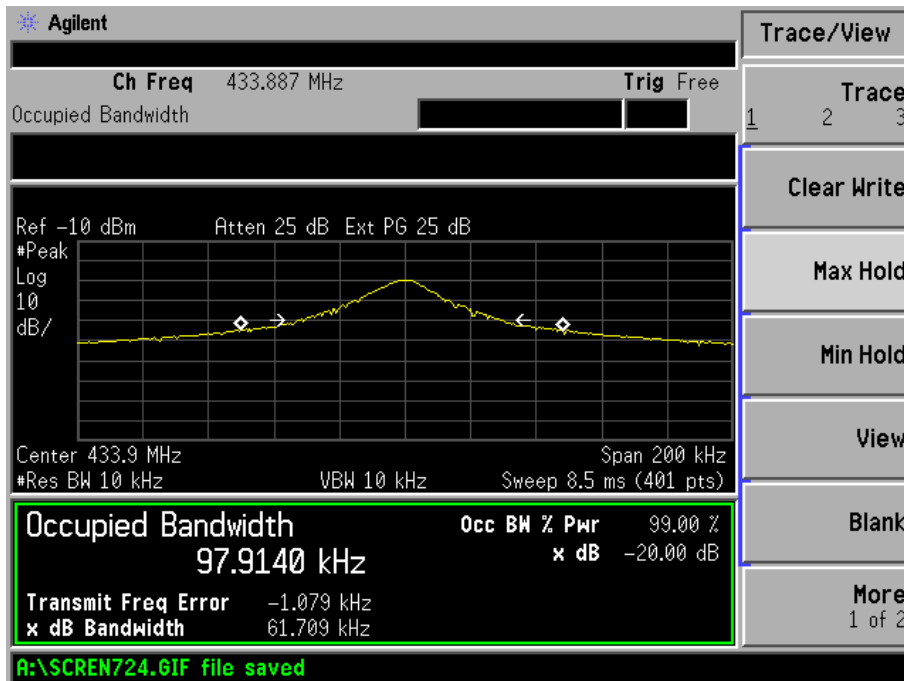 Agilent
Trace/View
Ch Freq 433.887 MHz Trig Free
Occupied Bandwidth
Trace
1 2 3
Clear Write
Ref -10 dBm Atten 25 dB Ext PG 25 dB
#Peak
Log
10
dB/
Max Hold
Min Hold
View
Center 433.9 MHz Span 200 kHz
#Res BW 10 kHz VBW 10 kHz Sweep 8.5 ms (401 pts)
Occupied Bandwidth
97.9140 kHz
Occ BW % Pwr 99.00 %
x dB -20.00 dB
Transmit Freq Error -1.079 kHz
x dB Bandwidth 61.709 kHz
Blank
More
1 of 2
A:\SCREN724.GIF file saved